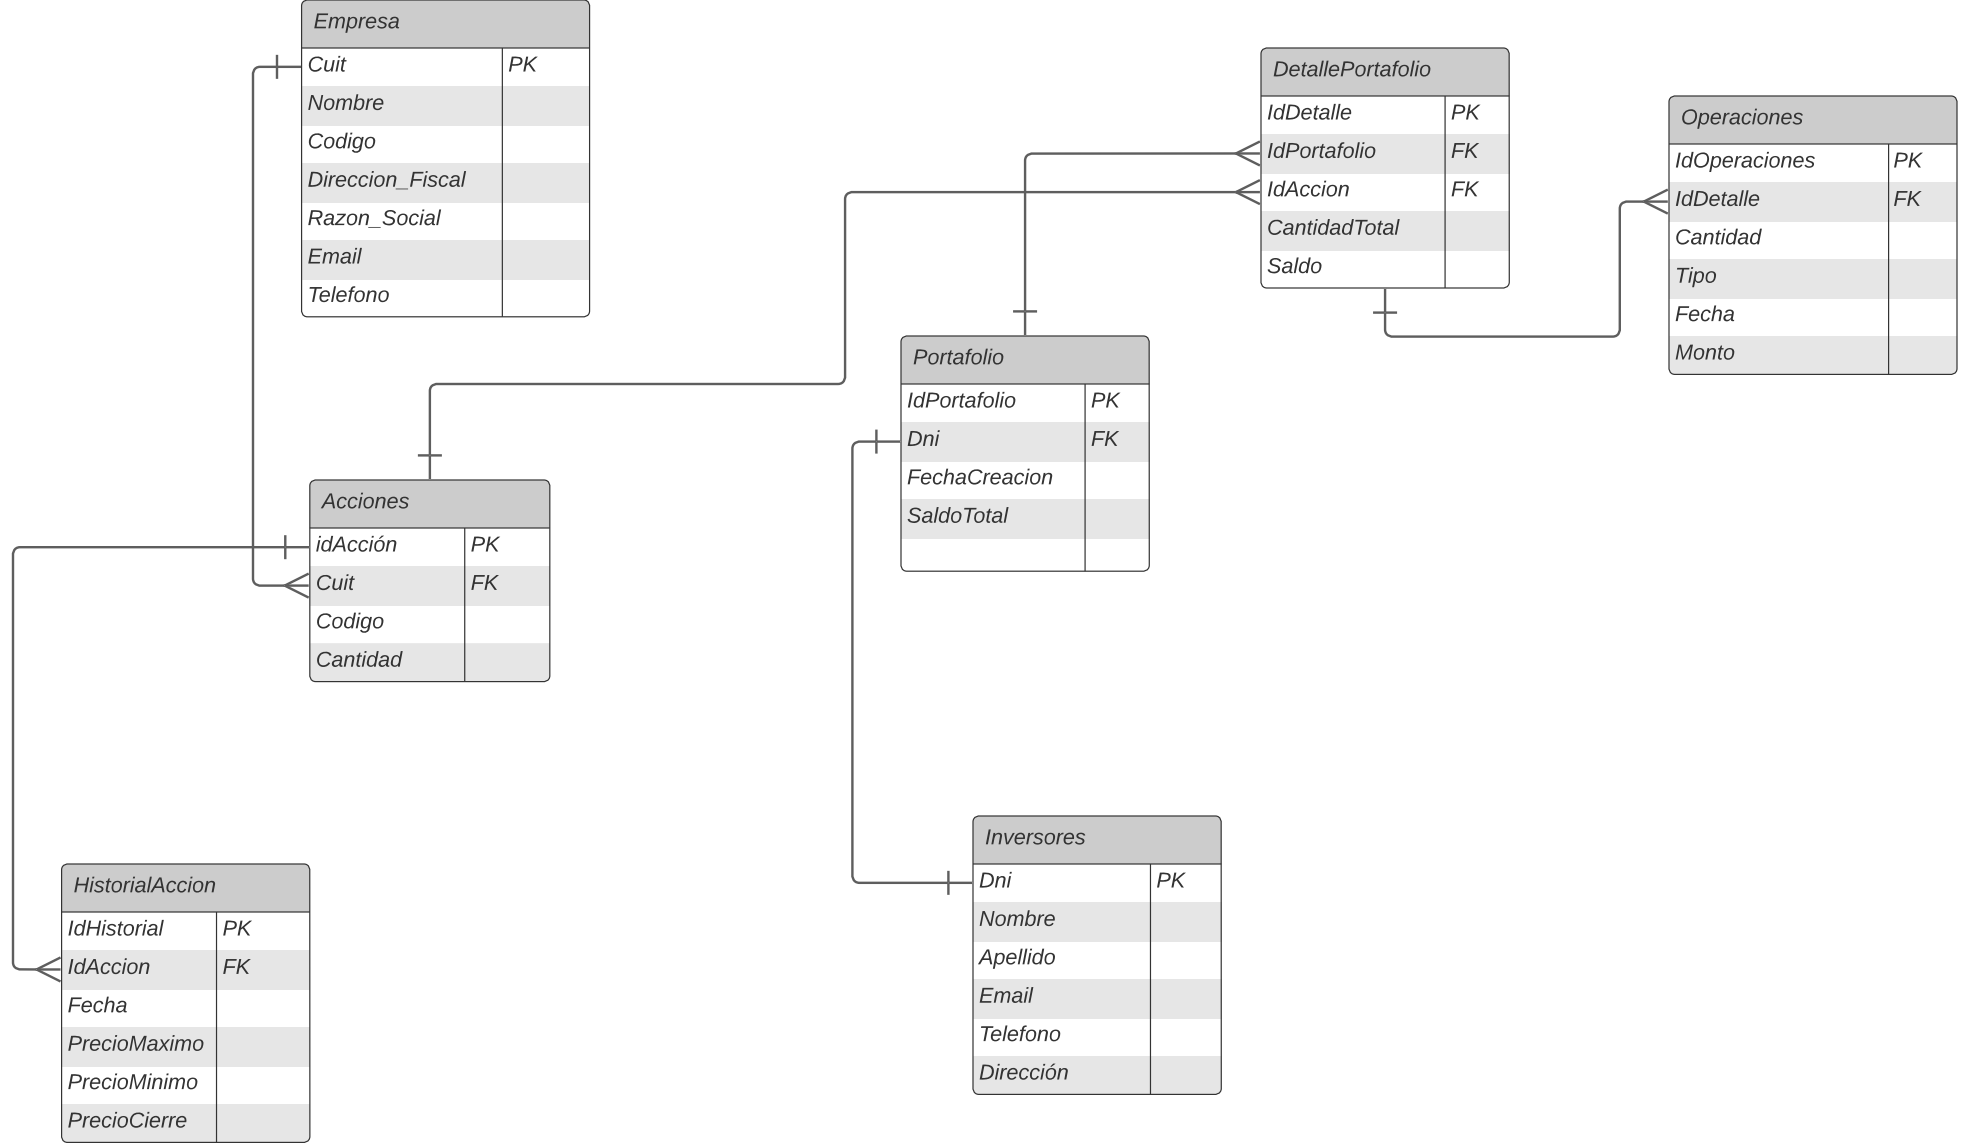 Empresa
Cuit PK
Nombre
Codigo
Direccion_Fiscal
Razon_Social
Email
Telefono
DetallePortafolio
IdDetalle PK
IdPortafolio FK
IdAccion FK
CantidadTotal
Saldo
Operaciones
IdOperaciones PK
IdDetalle FK
Cantidad
Tipo
Fecha
Monto
Portafolio
IdPortafolio PK
Dni FK
FechaCreacion
SaldoTotal
Acciones
idAcción PK
Cuit FK
Codigo
Cantidad
Inversores
Dni PK
Nombre
Apellido
Email
Telefono
Dirección
HistorialAccion
IdHistorial PK
IdAccion FK
Fecha
PrecioMaximo
PrecioMinimo
PrecioCierre